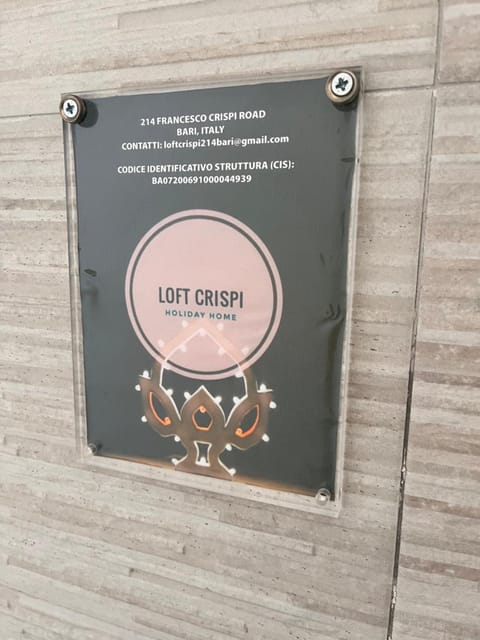 214 FRANCESCO CRISPI ROAD
BARI, ITALY
CONTATTI: loftcrispi214bari@gmail.com
CODICE IDENTIFICATIVO STRUTTURA (CIS):
BA07200691000044939
LOFT CRISPI
HOLIDAY HOME